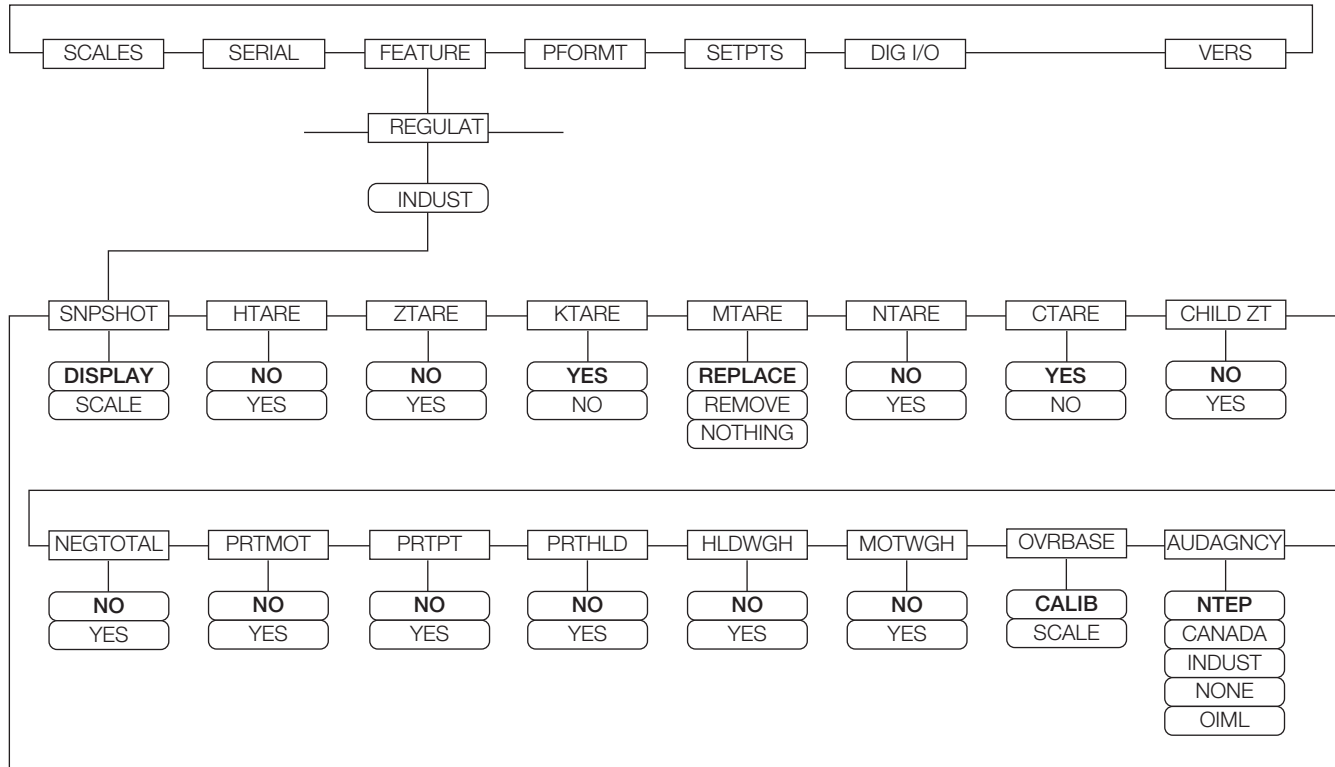 SCALES SERIAL FEATURE PFORMT SETPTS DIG I/O VERS
REGULAT
INDUST
SNPSHOT HTARE ZTARE KTARE MTARE NTARE CTARE CHILD ZT
DISPLAY NO NO YES REPLACE NO YES NO
SCALE YES YES NO REMOVE YES NO YES
NOTHING
NEGTOTAL PRTMOT PRTPT PRTHLD HLDWGH MOTWGH OVRBASE AUDAGNCY
NO NO NO NO NO NO CALIB NTEP
YES YES YES YES YES YES SCALE CANADA
INDUST
NONE
OIML